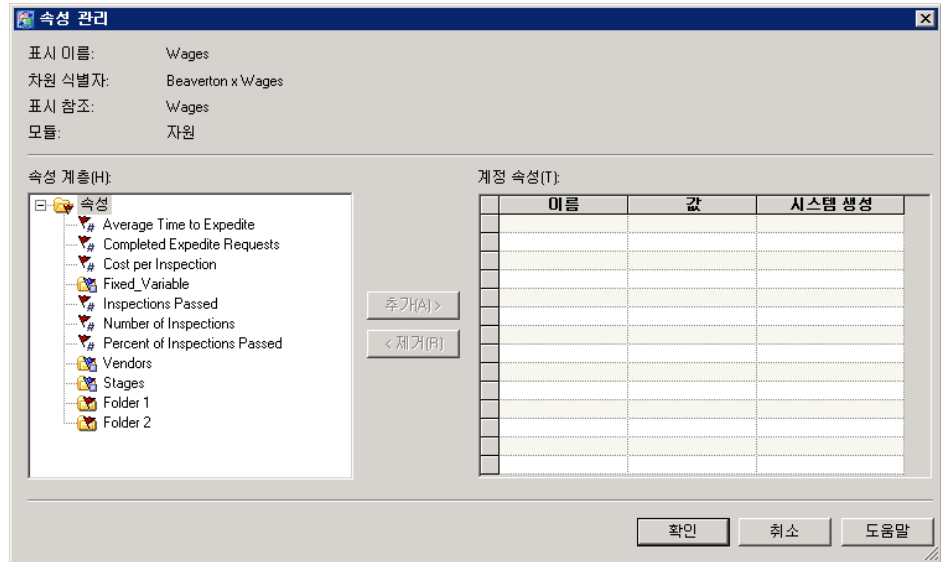 속성 관리
표시 이름: Wages
차원 식별자: Beaverton x Wages
표시 참조: Wages
모듈: 자원
속성 계층(H):
속성
Average Time to Expedite
Completed Expedite Requests
Cost per Inspection
Fixed_Variable
Inspections Passed
Number of Inspections
Percent of Inspections Passed
Vendors
Stages
Folder 1
Folder 2
추가(A) >
< 제거(R)
계정 속성(T):
이름 값 시스템 생성
확인 취소 도움말